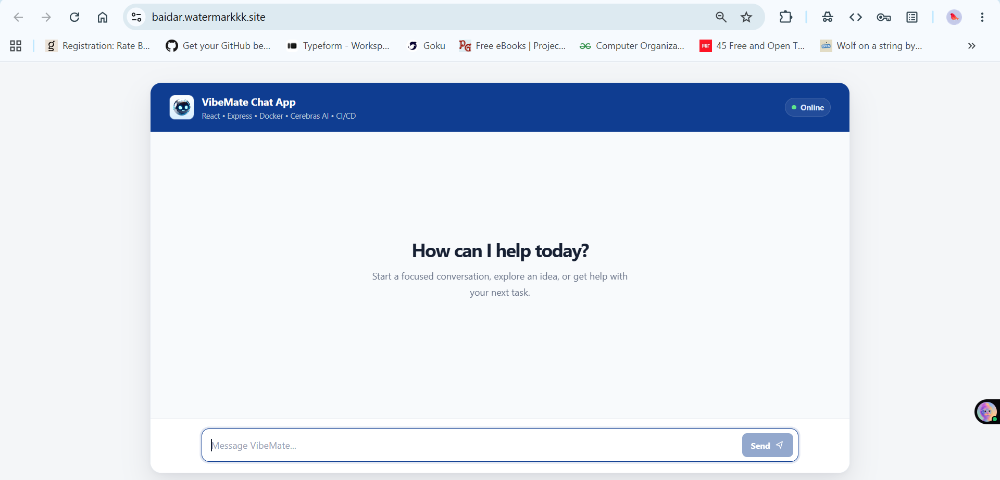 baidar.watermarkkk.site
Registration: Rate B...
Get your GitHub be...
Typeform - Worksp...
Goku
Free eBooks | Projec...
Computer Organiza...
45 Free and Open T...
Wolf on a string by...
VibeMate Chat App
React • Express • Docker • Cerebras AI • CI/CD
Online
How can I help today?
Start a focused conversation, explore an idea, or get help with
your next task.
Message VibeMate...
Send